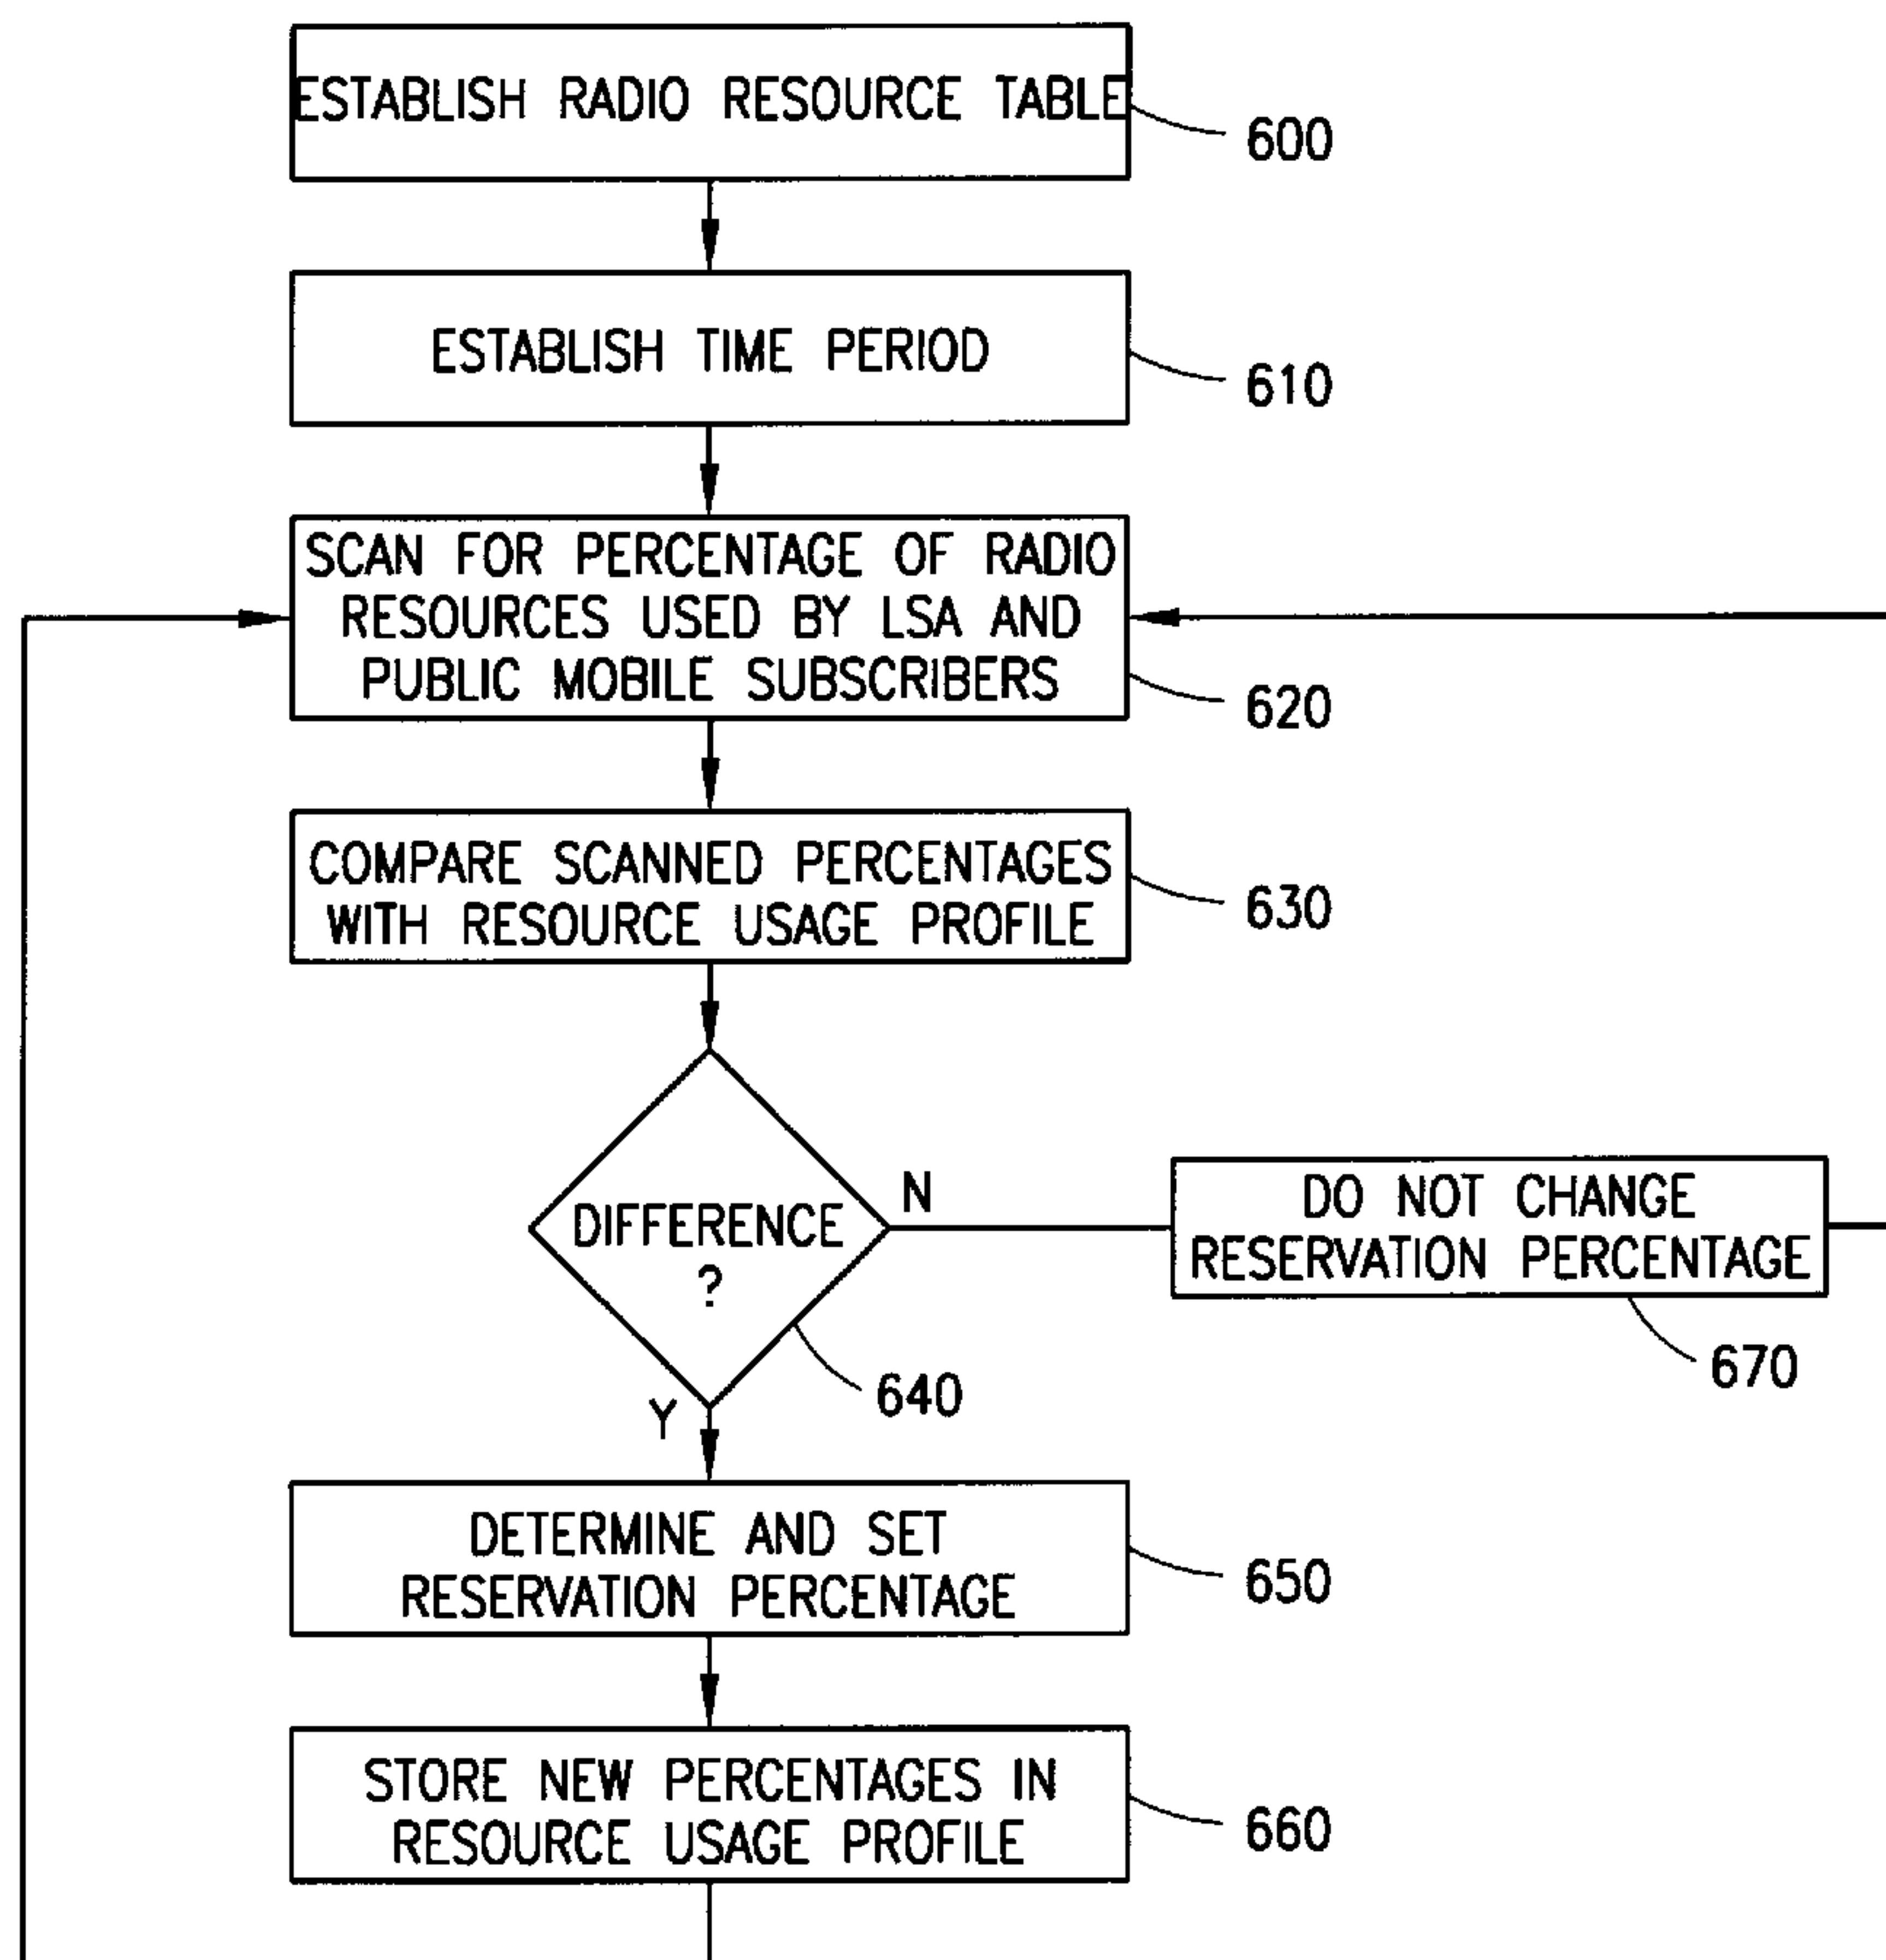 ESTABLISH RADIO RESOURCE TABLE
600
ESTABLISH TIME PERIOD
610
SCAN FOR PERCENTAGE OF RADIO
RESOURCES USED BY LSA AND
PUBLIC MOBILE SUBSCRIBERS
620
COMPARE SCANNED PERCENTAGES
WITH RESOURCE USAGE PROFILE
630
DIFFERENCE
?
640
N
DO NOT CHANGE
RESERVATION PERCENTAGE
670
Y
DETERMINE AND SET
RESERVATION PERCENTAGE
650
STORE NEW PERCENTAGES IN
RESOURCE USAGE PROFILE
660